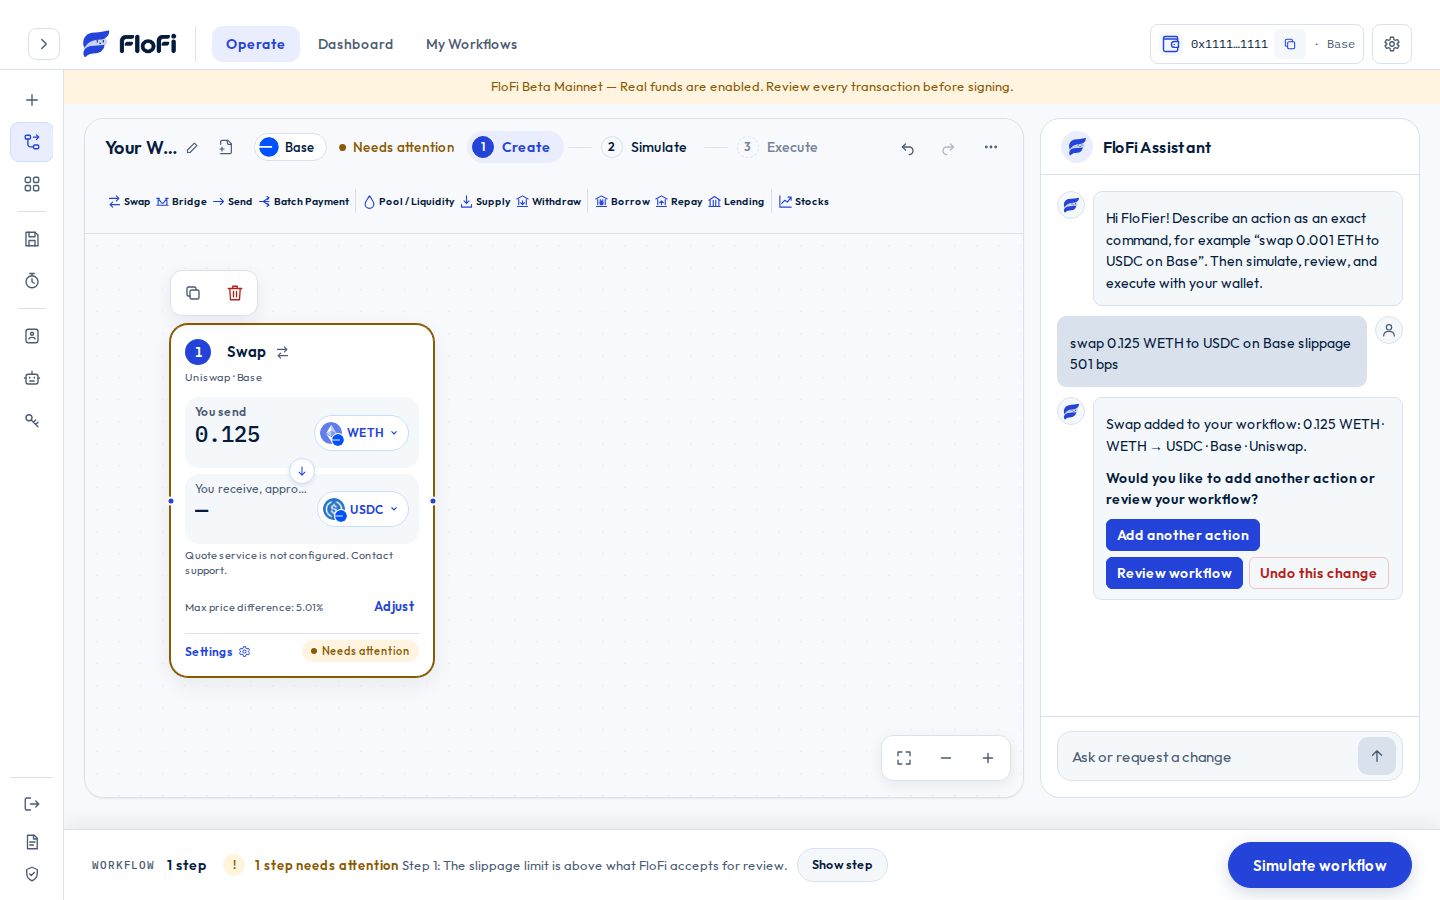 FloFi
Operate
Dashboard
My Workflows
0x1111...1111
· Base
FloFi Beta Mainnet — Real funds are enabled. Review every transaction before signing.
Your W...
Base
Needs attention
1 Create
2 Simulate
3 Execute
Swap
Bridge
Send
Batch Payment
Pool / Liquidity
Supply
Withdraw
Borrow
Repay
Lending
Stocks
1 Swap
Uniswap · Base
You send
0.125
WETH
You receive, appro...
—
USDC
Quote service is not configured. Contact
support.
Max price difference: 5.01%
Adjust
Settings
Needs attention
FloFi Assistant
Hi FloFier! Describe an action as an exact
command, for example “swap 0.001 ETH to
USDC on Base”. Then simulate, review, and
execute with your wallet.
swap 0.125 WETH to USDC on Base slippage
501 bps
Swap added to your workflow: 0.125 WETH ·
WETH → USDC · Base · Uniswap.
Would you like to add another action or
review your workflow?
Add another action
Review workflow
Undo this change
Ask or request a change
WORKFLOW
1 step
! 1 step needs attention Step 1: The slippage limit is above what FloFi accepts for review.
Show step
Simulate workflow